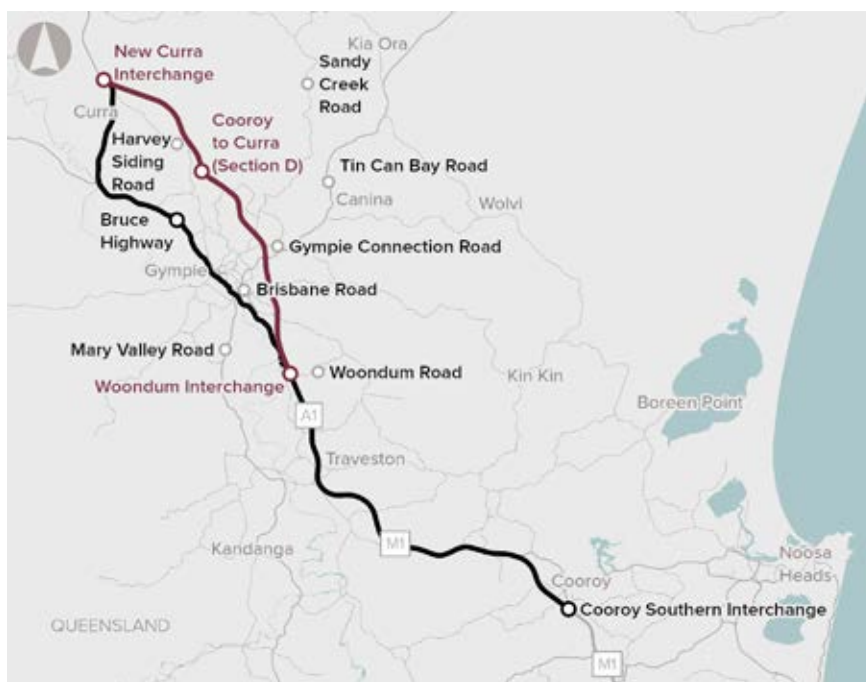 Kia Ora
New Curra
Interchange
Sandy
Creek
Road
Curra
Cooroy
to Curra
(Section D)
Harvey
Siding
Road
Tin Can Bay Road
Canina
Wolvi
Bruce
Highway
Gympie Connection Road
Gympie
Brisbane Road
Mary Valley Road
Woondum Interchange
Woondum Road
Kin Kin
Boreen Point
A1
Traveston
M1
Kandanga
Noosa
Heads
Cooroy
Cooroy Southern Interchange
QUEENSLAND
M1